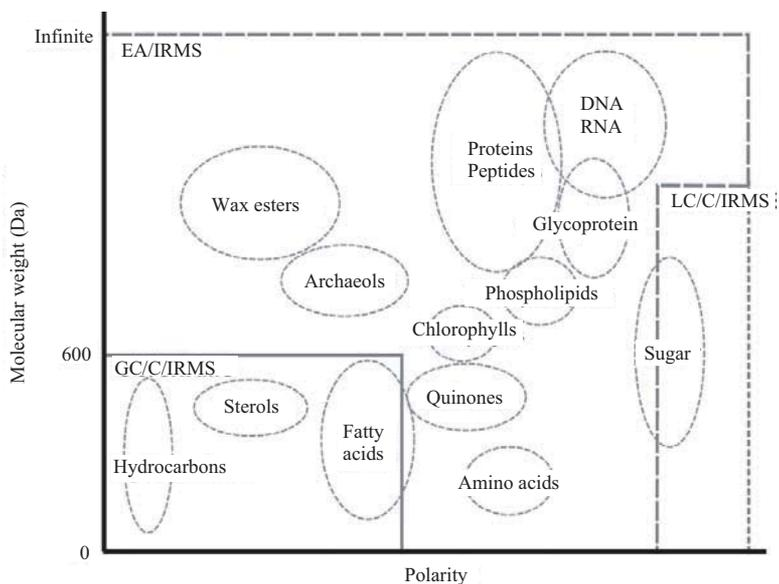 Infinite
EA/IRMS
DNA
RNA
Proteins
Peptides
LC/C/IRMS
Wax esters
Glycoprotein
Archaeols
Phospholipids
Chlorophylls
Molecular weight (Da)
600
GC/C/IRMS
Sugar
Sterols
Quinones
Fatty
acids
Hydrocarbons
Amino acids
0
Polarity